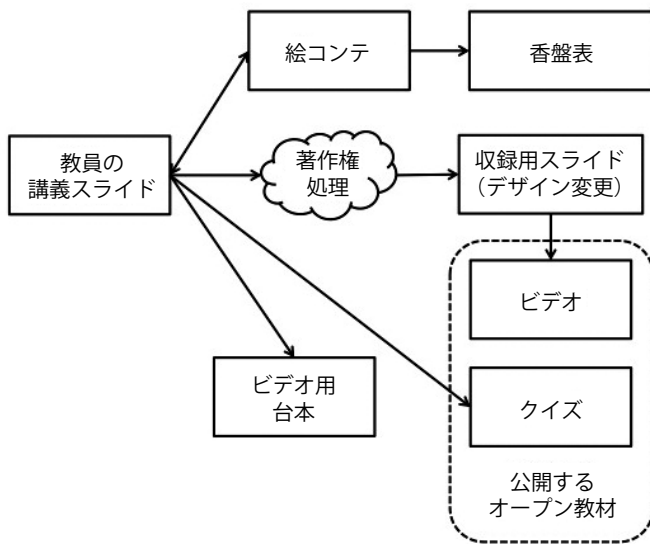 絵コンテ
香盤表
教員の
講義スライド
著作権
処理
収録用スライド
（デザイン変更）
ビデオ
ビデオ用
台本
クイズ
公開する
オープン教材